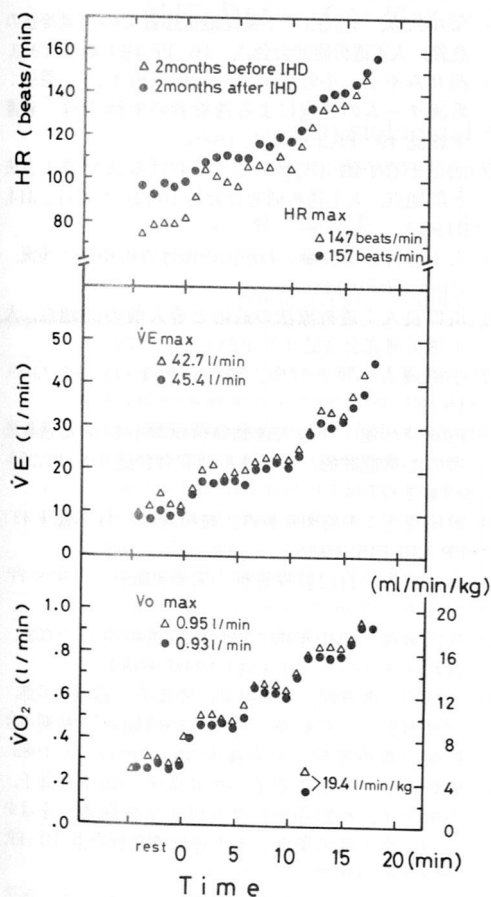 160
140
120
100
80
HR (beats/min)
△ 2months before IHD
● 2months after IHD
HR max
△ 147 beats/min
● 157 beats/min
50
40
30
20
10
0
V̇E (l/min)
V̇E max
△ 42.7 l/min
● 45.4 l/min
(ml/min/kg)
1.0
.8
.6
.4
.2
.0
V̇O₂ (l/min)
Vo max
△ 0.95 l/min
● 0.93 l/min
△
● >19.4 l/min/kg
20
16
12
8
4
0
rest 0 5 10 15 20 (min)
Time